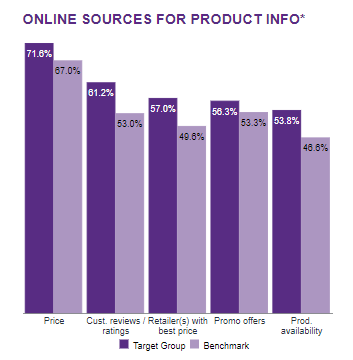 ONLINE SOURCES FOR PRODUCT INFO*
71.6%
67.0%
61.2%
53.0%
57.0%
49.6%
56.3%
53.3%
53.8%
46.6%
Price
Cust. reviews /
ratings
Retailer(s) with
best price
Promo offers
Prod.
availability
Target Group
Benchmark